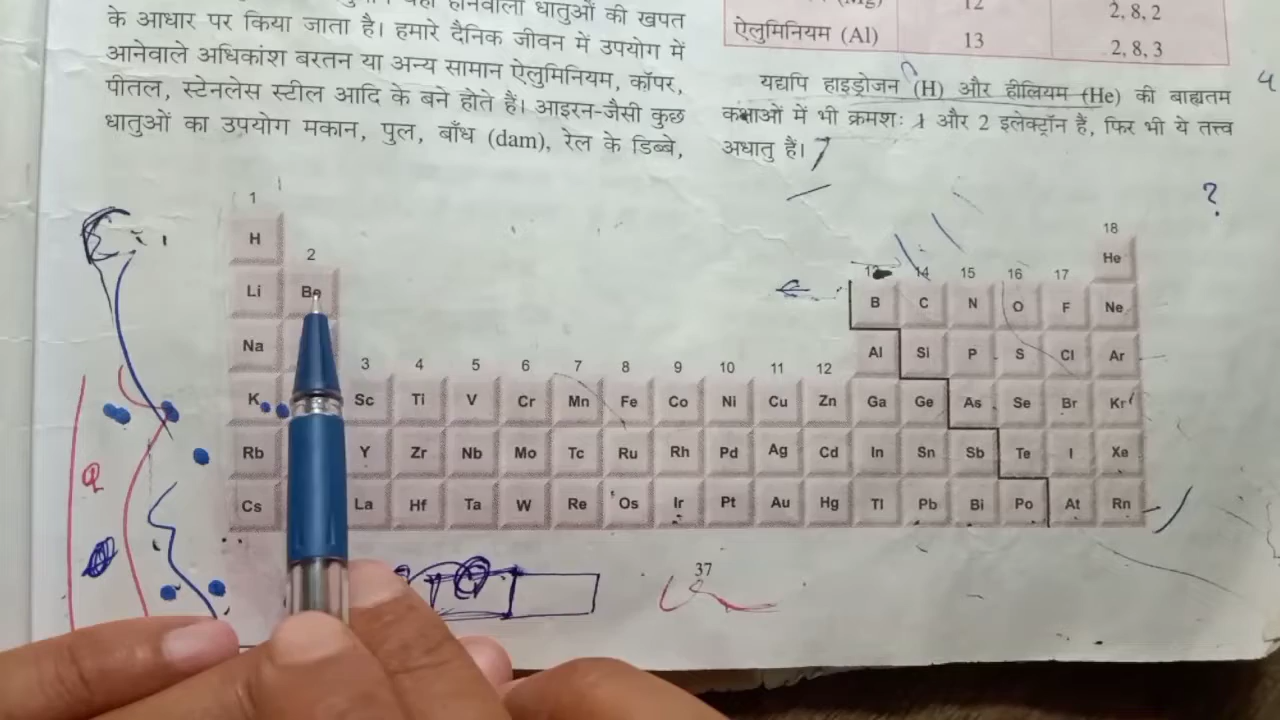 धातुओं की खपत
के आधार पर किया जाता है। हमारे दैनिक जीवन में उपयोग में
आनेवाले अधिकांश बरतन या अन्य सामान ऐलुमिनियम, कॉपर,
पीतल, स्टेनलेस स्टील आदि के बने होते हैं। आइरन-जैसी कुछ
धातुओं का उपयोग मकान, पुल, बाँध (dam), रेल के डिब्बे,
12 2, 8, 2
ऐलुमिनियम (Al) 13 2, 8, 3
यद्यपि हाइड्रोजन (H) और हीलियम (He) की बाह्यतम
कक्षाओं में भी क्रमशः 1 और 2 इलेक्ट्रॉन हैं, फिर भी ये तत्त्व
अधातु हैं।
4
?
1 18
H 2 He
13 14 15 16 17
Li Be B C N O F Ne
Na Al Si P S Cl Ar
3 4 5 6 7 8 9 10 11 12
K Sc Ti V Cr Mn Fe Co Ni Cu Zn Ga Ge As Se Br Kr
Rb Y Zr Nb Mo Tc Ru Rh Pd Ag Cd In Sn Sb Te I Xe
Cs La Hf Ta W Re Os Ir Pt Au Hg Tl Pb Bi Po At Rn
37